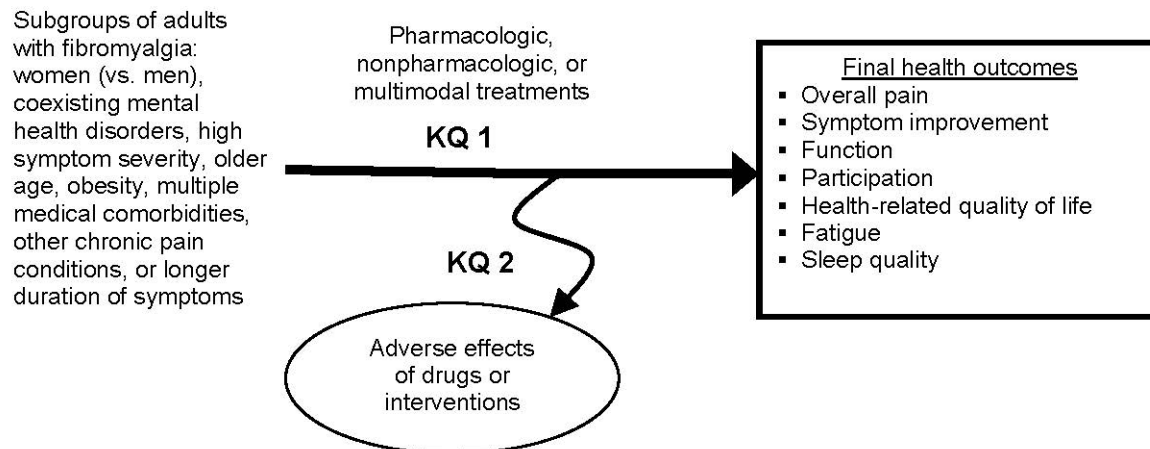 Subgroups of adults
with fibromyalgia:
women (vs. men),
coexisting mental
health disorders, high
symptom severity, older
age, obesity, multiple
medical comorbidities,
other chronic pain
conditions, or longer
duration of symptoms
Pharmacologic,
nonpharmacologic, or
multimodal treatments
KQ 1
KQ 2
Adverse effects
of drugs or
interventions
Final health outcomes
▪ Overall pain
▪ Symptom improvement
▪ Function
▪ Participation
▪ Health-related quality of life
▪ Fatigue
▪ Sleep quality